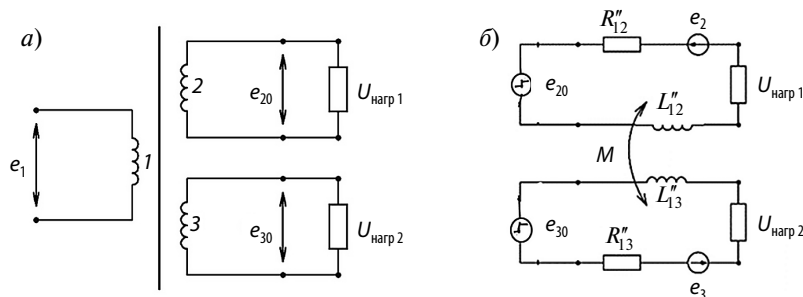 а)
1
e₁
2
e₂₀
Uнагр 1
3
e₃₀
Uнагр 2
б)
R″₁₂
e₂
e₂₀
L″₁₂
Uнагр 1
M
L″₁₃
e₃₀
R″₁₃
Uнагр 2
e₃